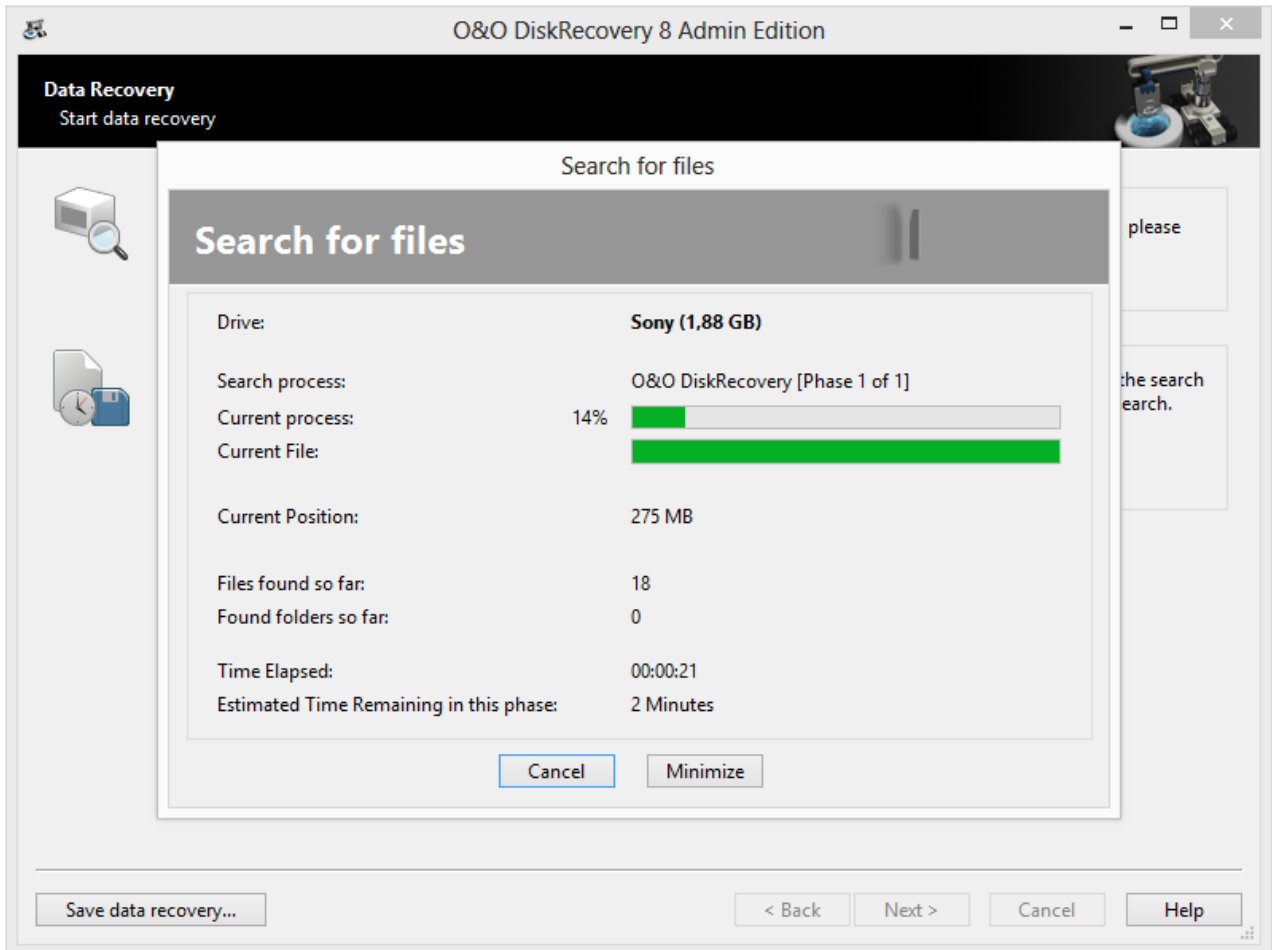 O&O DiskRecovery 8 Admin Edition
Data Recovery
Start data recovery
Search for files
please
the search
earch.
Search for files
Drive: Sony (1,88 GB)
Search process: O&O DiskRecovery [Phase 1 of 1]
Current process: 14%
Current File:
Current Position: 275 MB
Files found so far: 18
Found folders so far: 0
Time Elapsed: 00:00:21
Estimated Time Remaining in this phase: 2 Minutes
Cancel Minimize
Save data recovery... < Back Next > Cancel Help